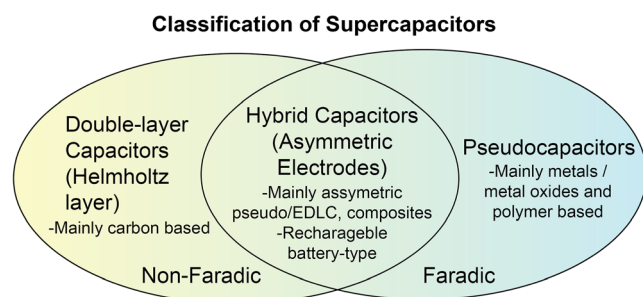 Classification of Supercapacitors
Double-layer
Capacitors
(Helmholtz
layer)
-Mainly carbon based
Non-Faradic
Hybrid Capacitors
(Asymmetric
Electrodes)
-Mainly assymetric
pseudo/EDLC, composites
-Recharageble
battery-type
Pseudocapacitors
-Mainly metals /
metal oxides and
polymer based
Faradic